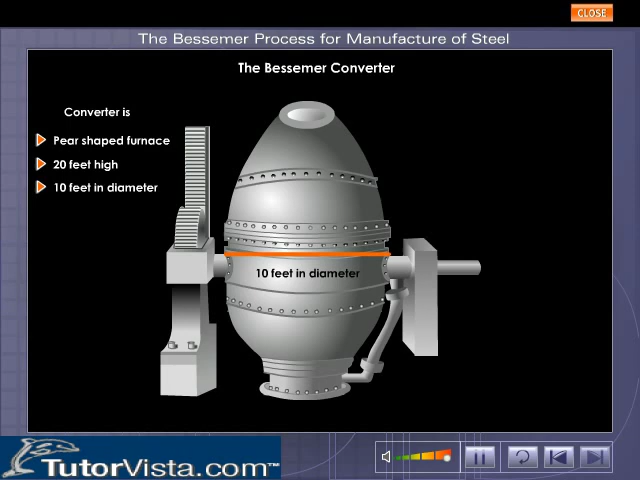 CLOSE
The Bessemer Process for Manufacture of Steel
The Bessemer Converter
Converter is
Pear shaped furnace
20 feet high
10 feet in diameter
10 feet in diameter
TutorVista.com™